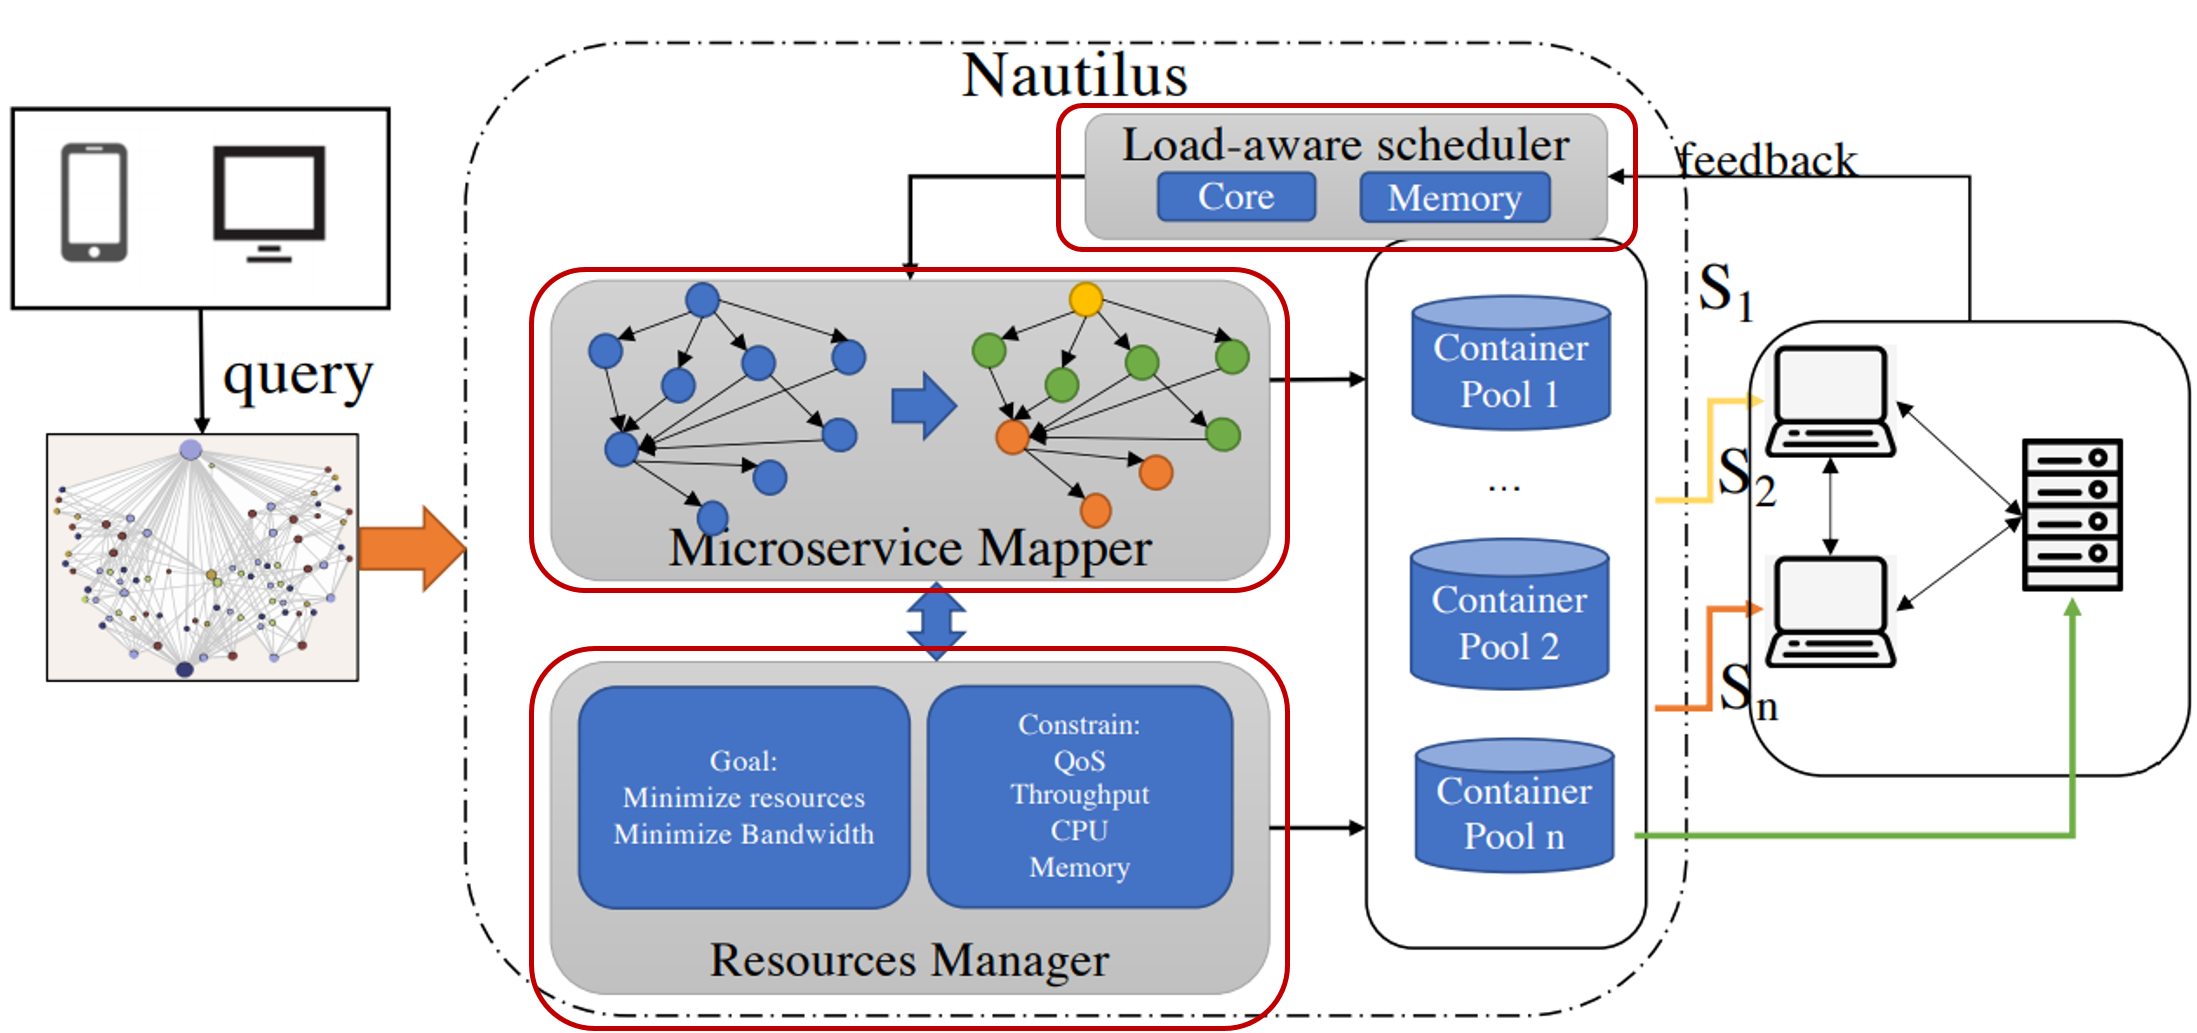 Nautilus
Load-aware scheduler
Core
Memory
feedback
query
S1
Container
Pool 1
...
S2
Microservice Mapper
Container
Pool 2
Sn
Goal:
Minimize resources
Minimize Bandwidth
Constrain:
QoS
Throughput
CPU
Memory
Container
Pool n
Resources Manager